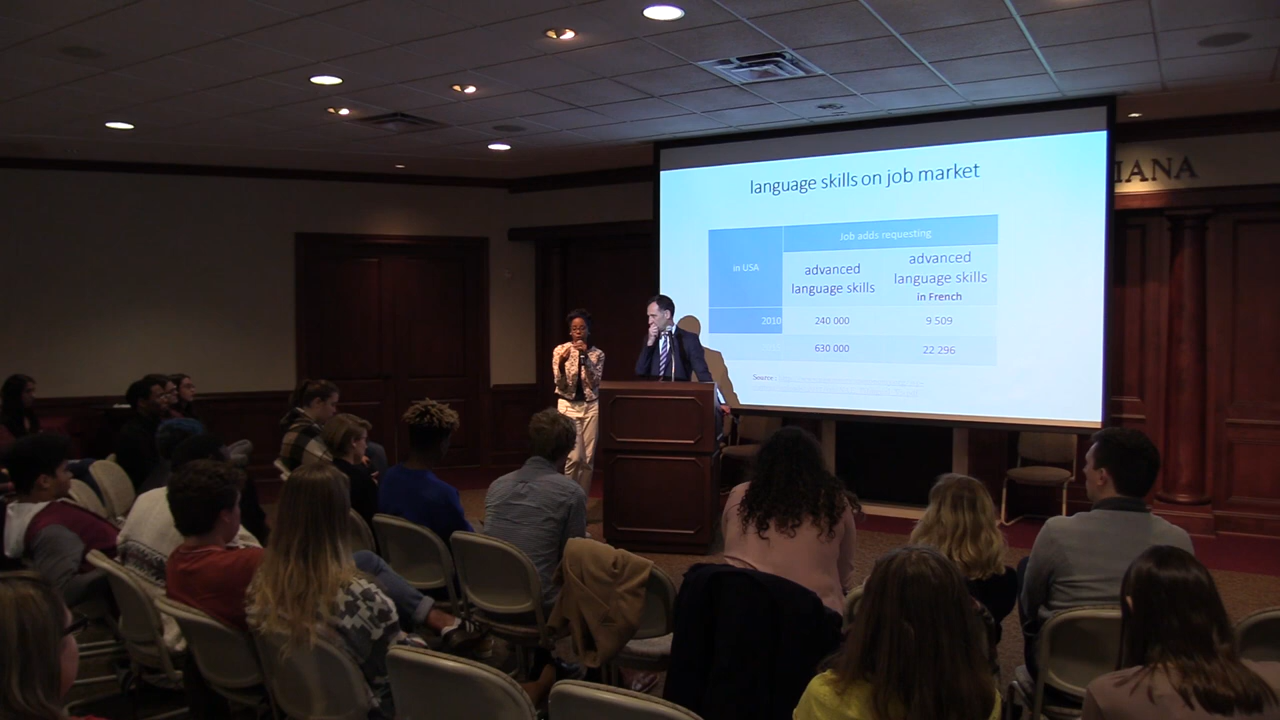 language skills on job market
Job adds requesting
in USA
advanced
language skills
advanced
language skills
in French
2010
240 000
9 509
630 000
22 296
Source :
IANA